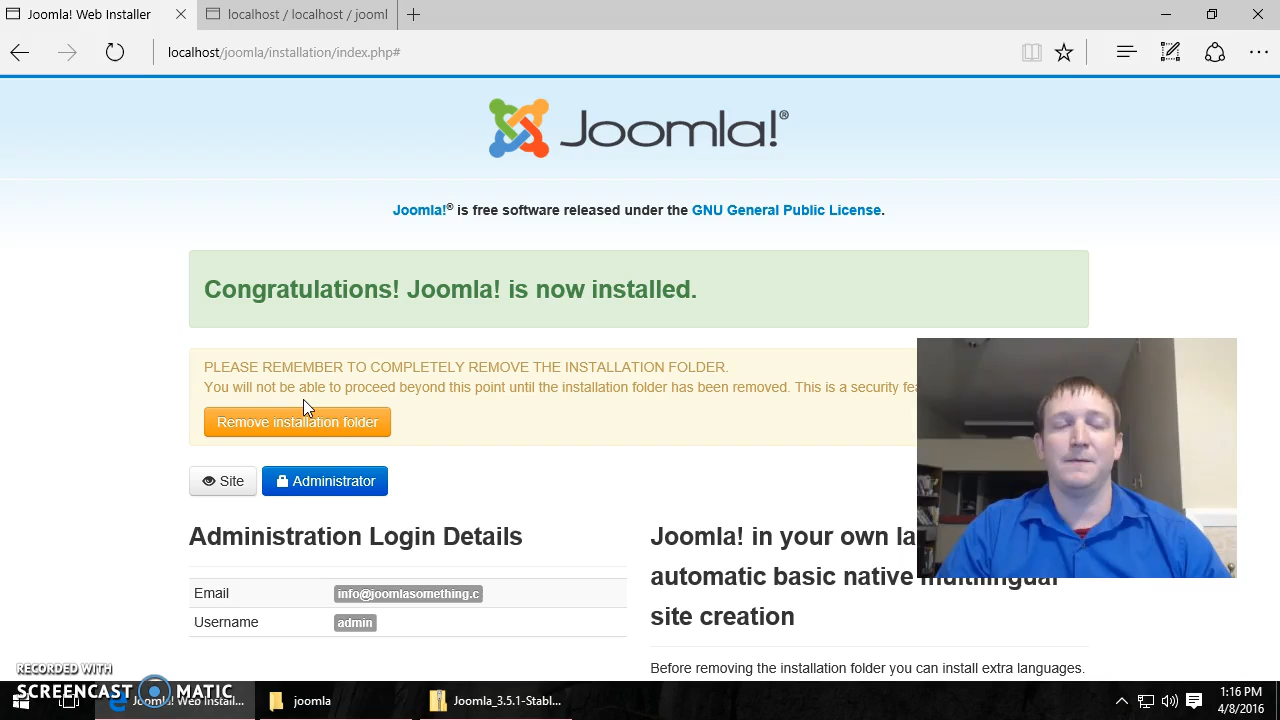 Joomla! Web Installer
localhost / localhost / jooml
localhost/joomla/installation/index.php#
Joomla!®
Joomla!® is free software released under the GNU General Public License.
Congratulations! Joomla! is now installed.
PLEASE REMEMBER TO COMPLETELY REMOVE THE INSTALLATION FOLDER.
You will not be able to proceed beyond this point until the installation folder has been removed. This is a security fea
Remove installation folder
Site
Administrator
Administration Login Details
Email info@joomlasomething.c
Username admin
Joomla! in your own la
automatic basic native multilingual
site creation
Before removing the installation folder you can install extra languages.
RECORDED WITH
SCREENCAST MATIC
Joomla! Web Install...
joomla
Joomla_3.5.1-Stabl...
1:16 PM
4/8/2016